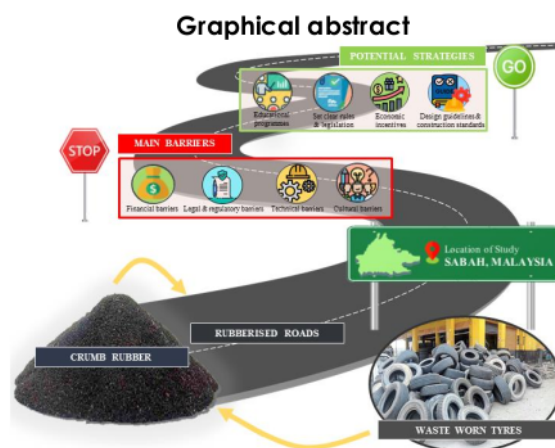 Graphical abstract
POTENTIAL STRATEGIES
GO
Educational
programmes
Set clear rules
& legislation
Economic
incentives
GUIDE
Design guidelines &
construction standards
MAIN BARRIERS
STOP
Financial barriers
Legal & regulatory barriers
Technical barriers
Cultural barriers
Location of Study
SABAH, MALAYSIA
RUBBERISED ROADS
CRUMB RUBBER
WASTE WORN TYRES